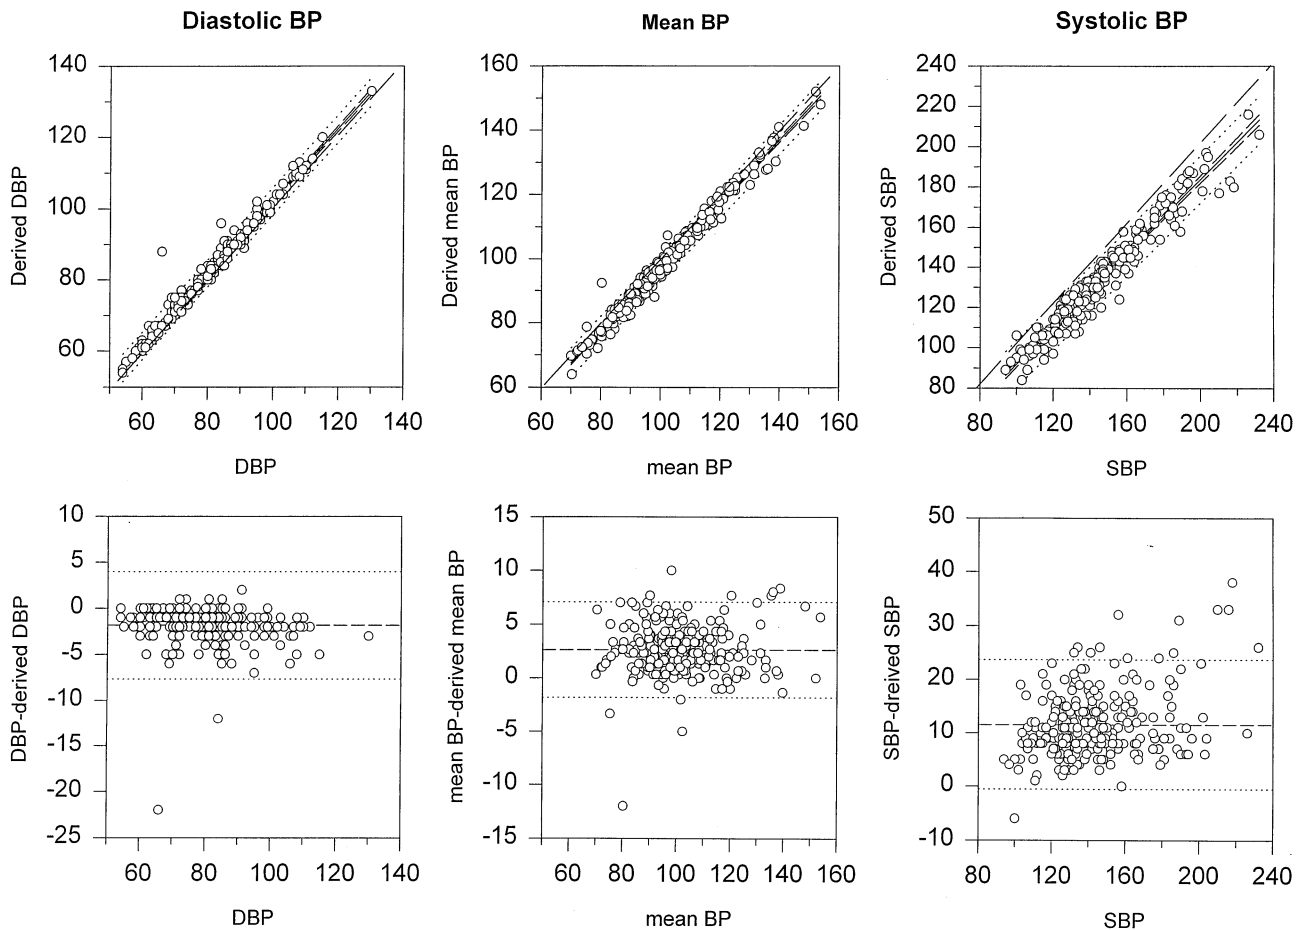 Diastolic BP
Mean BP
Systolic BP
140
120
100
80
60
Derived DBP
60 80 100 120 140
DBP
160
140
120
100
80
60
Derived mean BP
60 80 100 120 140 160
mean BP
240
220
200
180
160
140
120
100
80
Derived SBP
80 120 160 200 240
SBP
10
5
0
-5
-10
-15
-20
-25
DBP-derived DBP
60 80 100 120 140
DBP
15
10
5
0
-5
-10
-15
mean BP-derived mean BP
60 80 100 120 140 160
mean BP
50
40
30
20
10
0
-10
SBP-dreived SBP
80 120 160 200 240
SBP